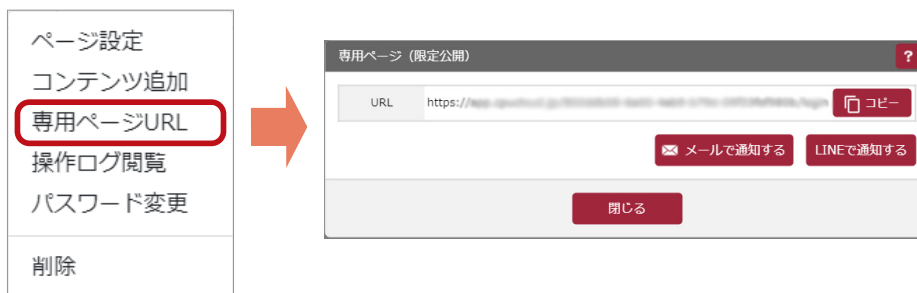 ページ設定
コンテンツ追加
専用ページURL
操作ログ閲覧
パスワード変更
削除
専用ページ（限定公開）
?
URL https://
コピー
メールで通知する LINEで通知する
閉じる